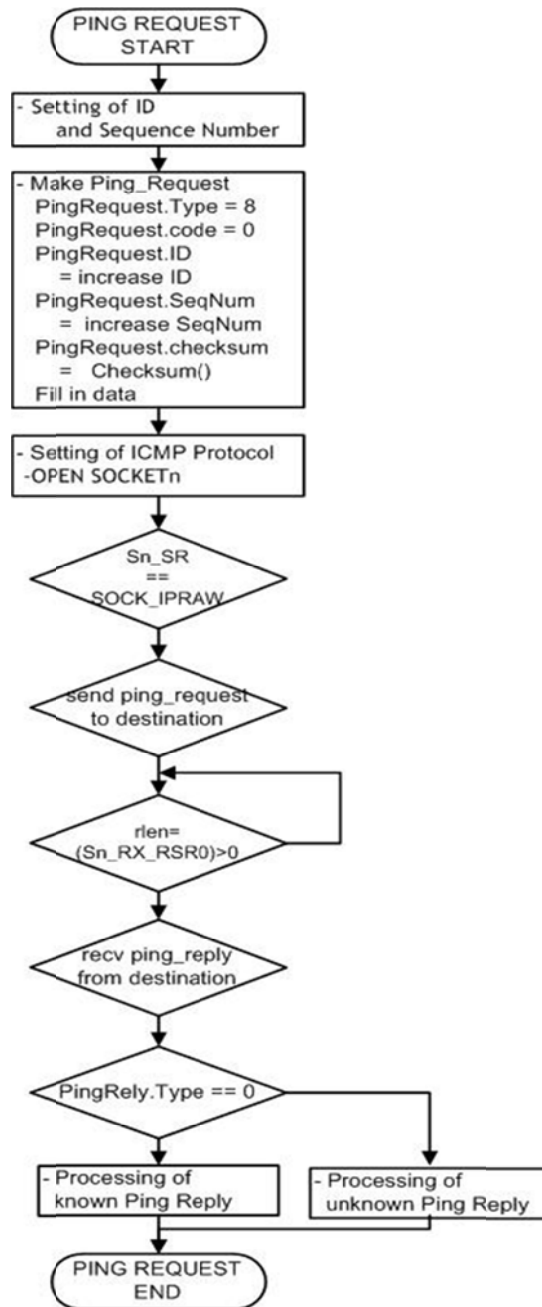 PING REQUEST
START
- Setting of ID
and Sequence Number
- Make Ping_Request
PingRequest.Type = 8
PingRequest.code = 0
PingRequest.ID
= increase ID
PingRequest.SeqNum
= increase SeqNum
PingRequest.checksum
= Checksum()
Fill in data
- Setting of ICMP Protocol
-OPEN SOCKETn
Sn_SR
==
SOCK_IPRAW
send ping_request
to destination
rlen=
(Sn_RX_RSR0)>0
recv ping_reply
from destination
PingRely.Type == 0
- Processing of
known Ping Reply
- Processing of
unknown Ping Reply
PING REQUEST
END